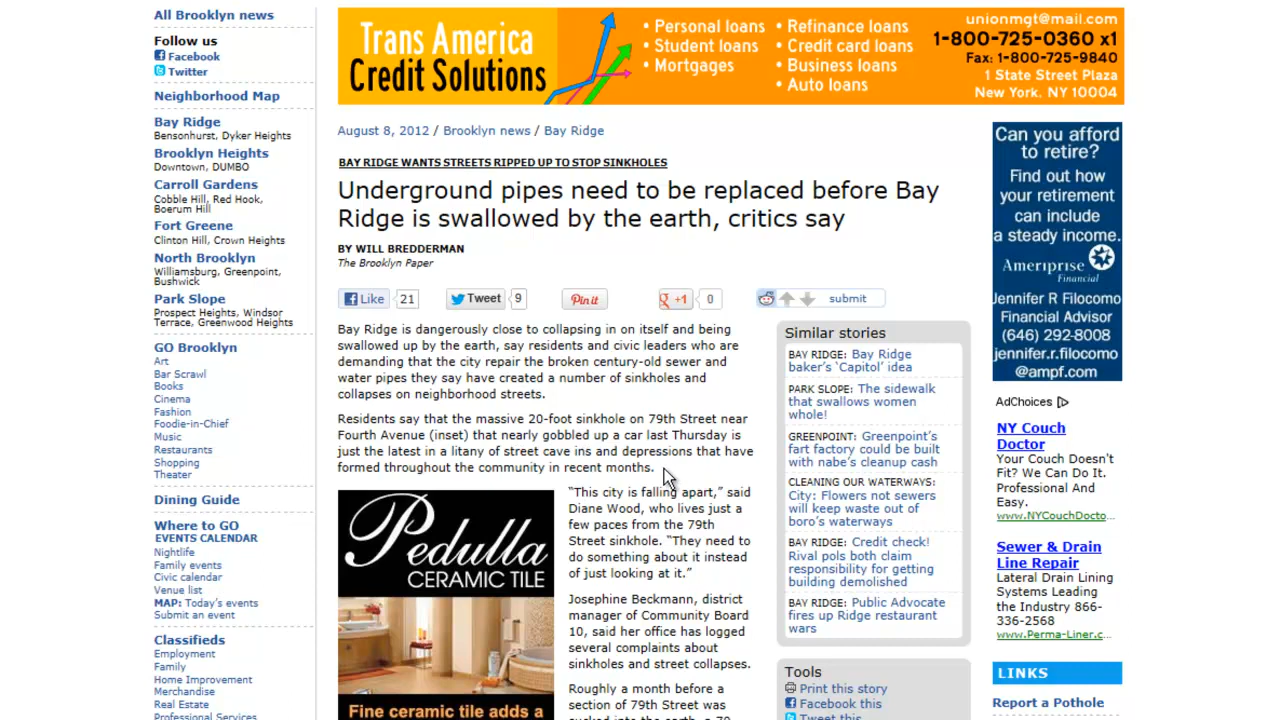 All Brooklyn news
Follow us
Facebook
Twitter
Neighborhood Map
Bay Ridge
Bensonhurst, Dyker Heights
Brooklyn Heights
Downtown, DUMBO
Carroll Gardens
Cobble Hill, Red Hook,
Boerum Hill
Fort Greene
Clinton Hill, Crown Heights
North Brooklyn
Williamsburg, Greenpoint,
Bushwick
Park Slope
Prospect Heights, Windsor
Terrace, Greenwood Heights
GO Brooklyn
Art
Bar Scrawl
Books
Cinema
Fashion
Foodie-in-Chief
Music
Restaurants
Shopping
Theater
Dining Guide
Where to GO
EVENTS CALENDAR
Nightlife
Family events
Civic calendar
Venue list
MAP: Today's events
Submit an event
Classifieds
Employment
Family
Home Improvement
Merchandise
Real Estate
Professional Services
Trans America
Credit Solutions
• Personal loans
• Student loans
• Mortgages
• Refinance loans
• Credit card loans
• Business loans
• Auto loans
unionmgt@mail.com
1-800-725-0360 x1
Fax: 1-800-725-9840
1 State Street Plaza
New York. NY 10004
August 8, 2012 / Brooklyn news / Bay Ridge
BAY RIDGE WANTS STREETS RIPPED UP TO STOP SINKHOLES
Underground pipes need to be replaced before Bay
Ridge is swallowed by the earth, critics say
BY WILL BREDDERMAN
The Brooklyn Paper
Like 21 Tweet 9 Pin it +1 0 submit
Bay Ridge is dangerously close to collapsing in on itself and being
swallowed up by the earth, say residents and civic leaders who are
demanding that the city repair the broken century-old sewer and
water pipes they say have created a number of sinkholes and
collapses on neighborhood streets.
Residents say that the massive 20-foot sinkhole on 79th Street near
Fourth Avenue (inset) that nearly gobbled up a car last Thursday is
just the latest in a litany of street cave ins and depressions that have
formed throughout the community in recent months.
Pedulla
CERAMIC TILE
Fine ceramic tile adds a
“This city is falling apart,” said
Diane Wood, who lives just a
few paces from the 79th
Street sinkhole. “They need to
do something about it instead
of just looking at it.”
Josephine Beckmann, district
manager of Community Board
10, said her office has logged
several complaints about
sinkholes and street collapses.
Roughly a month before a
section of 79th Street was
Similar stories
BAY RIDGE: Bay Ridge
baker's ‘Capitol’ idea
PARK SLOPE: The sidewalk
that swallows women
whole!
GREENPOINT: Greenpoint's
fart factory could be built
with nabe's cleanup cash
CLEANING OUR WATERWAYS:
City: Flowers not sewers
will keep waste out of
boro's waterways
BAY RIDGE: Credit check!
Rival pols both claim
responsibility for getting
building demolished
BAY RIDGE: Public Advocate
fires up Ridge restaurant
wars
Tools
Print this story
Facebook this
Tweet this
Can you afford
to retire?
Find out how
your retirement
can include
a steady income.
Ameriprise
Financial
Jennifer R Filocomo
Financial Advisor
(646) 292-8008
jennifer.r.filocomo
@ampf.com
AdChoices
NY Couch
Doctor
Your Couch Doesn't
Fit? We Can Do It.
Professional And
Easy.
www.NYCouchDocto...
Sewer & Drain
Line Repair
Lateral Drain Lining
Systems Leading
the Industry 866-
336-2568
www.Perma-Liner.c...
LINKS
Report a Pothole